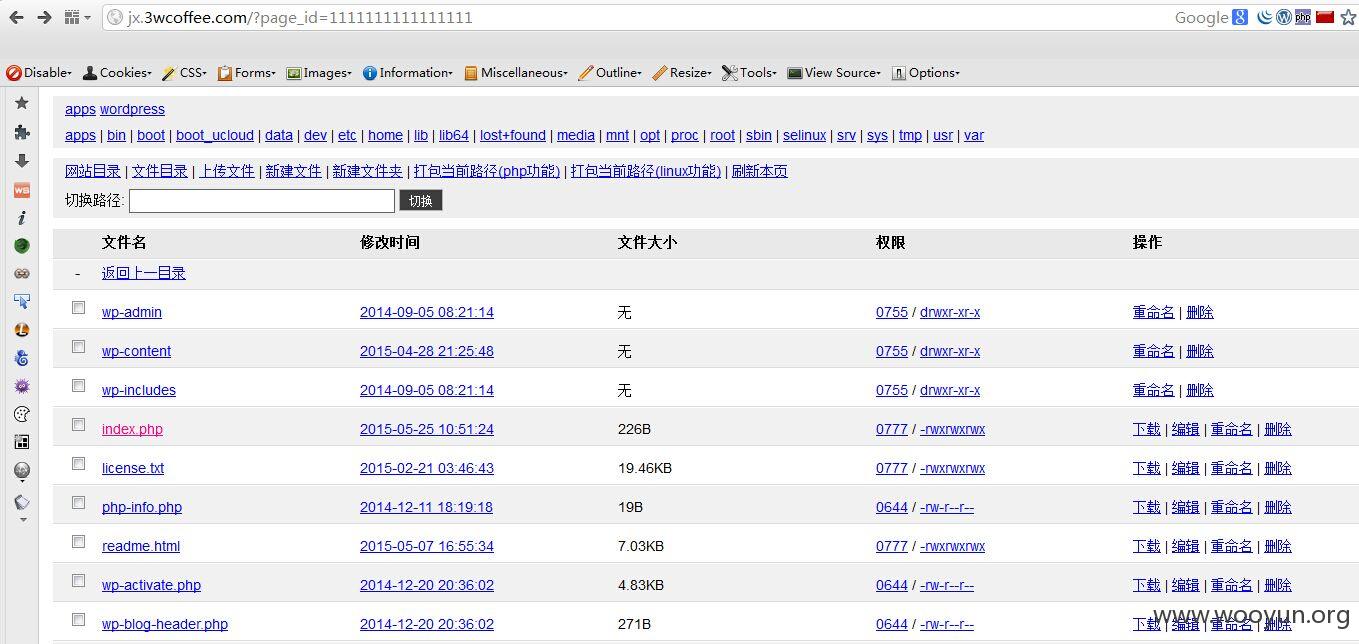 jx.3wcoffee.com/?page_id=1111111111111111 Google
Disable Cookies CSS Forms Images Information Miscellaneous Outline Resize Tools View Source Options
apps wordpress
apps | bin | boot | boot_ucloud | data | dev | etc | home | lib | lib64 | lost+found | media | mnt | opt | proc | root | sbin | selinux | srv | sys | tmp | usr | var
网站目录 | 文件目录 | 上传文件 | 新建文件 | 新建文件夹 | 打包当前路径(php功能) | 打包当前路径(linux功能) | 刷新本页
切换路径: 切换
文件名 修改时间 文件大小 权限 操作
- 返回上一目录
wp-admin 2014-09-05 08:21:14 无 0755 / drwxr-xr-x 重命名 | 删除
wp-content 2015-04-28 21:25:48 无 0755 / drwxr-xr-x 重命名 | 删除
wp-includes 2014-09-05 08:21:14 无 0755 / drwxr-xr-x 重命名 | 删除
index.php 2015-05-25 10:51:24 226B 0777 / -rwxrwxrwx 下载 | 编辑 | 重命名 | 删除
license.txt 2015-02-21 03:46:43 19.46KB 0777 / -rwxrwxrwx 下载 | 编辑 | 重命名 | 删除
php-info.php 2014-12-11 18:19:18 19B 0644 / -rw-r--r-- 下载 | 编辑 | 重命名 | 删除
readme.html 2015-05-07 16:55:34 7.03KB 0777 / -rwxrwxrwx 下载 | 编辑 | 重命名 | 删除
wp-activate.php 2014-12-20 20:36:02 4.83KB 0644 / -rw-r--r-- 下载 | 编辑 | 重命名 | 删除
wp-blog-header.php 2014-12-20 20:36:02 271B 0644 / -rw-r--r-- 下载 | 编辑 | 重命名 | 删除
www.wooyun.org